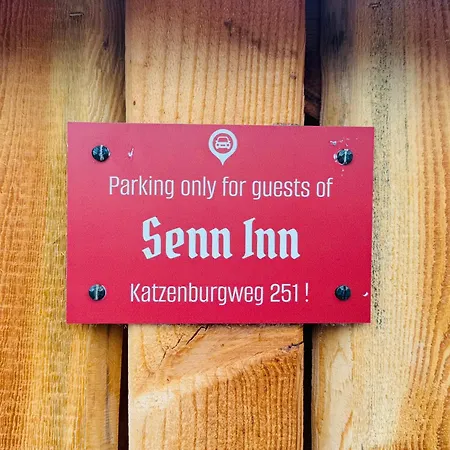 Parking only for guests of
Senn Inn
Katzenburgweg 251 !